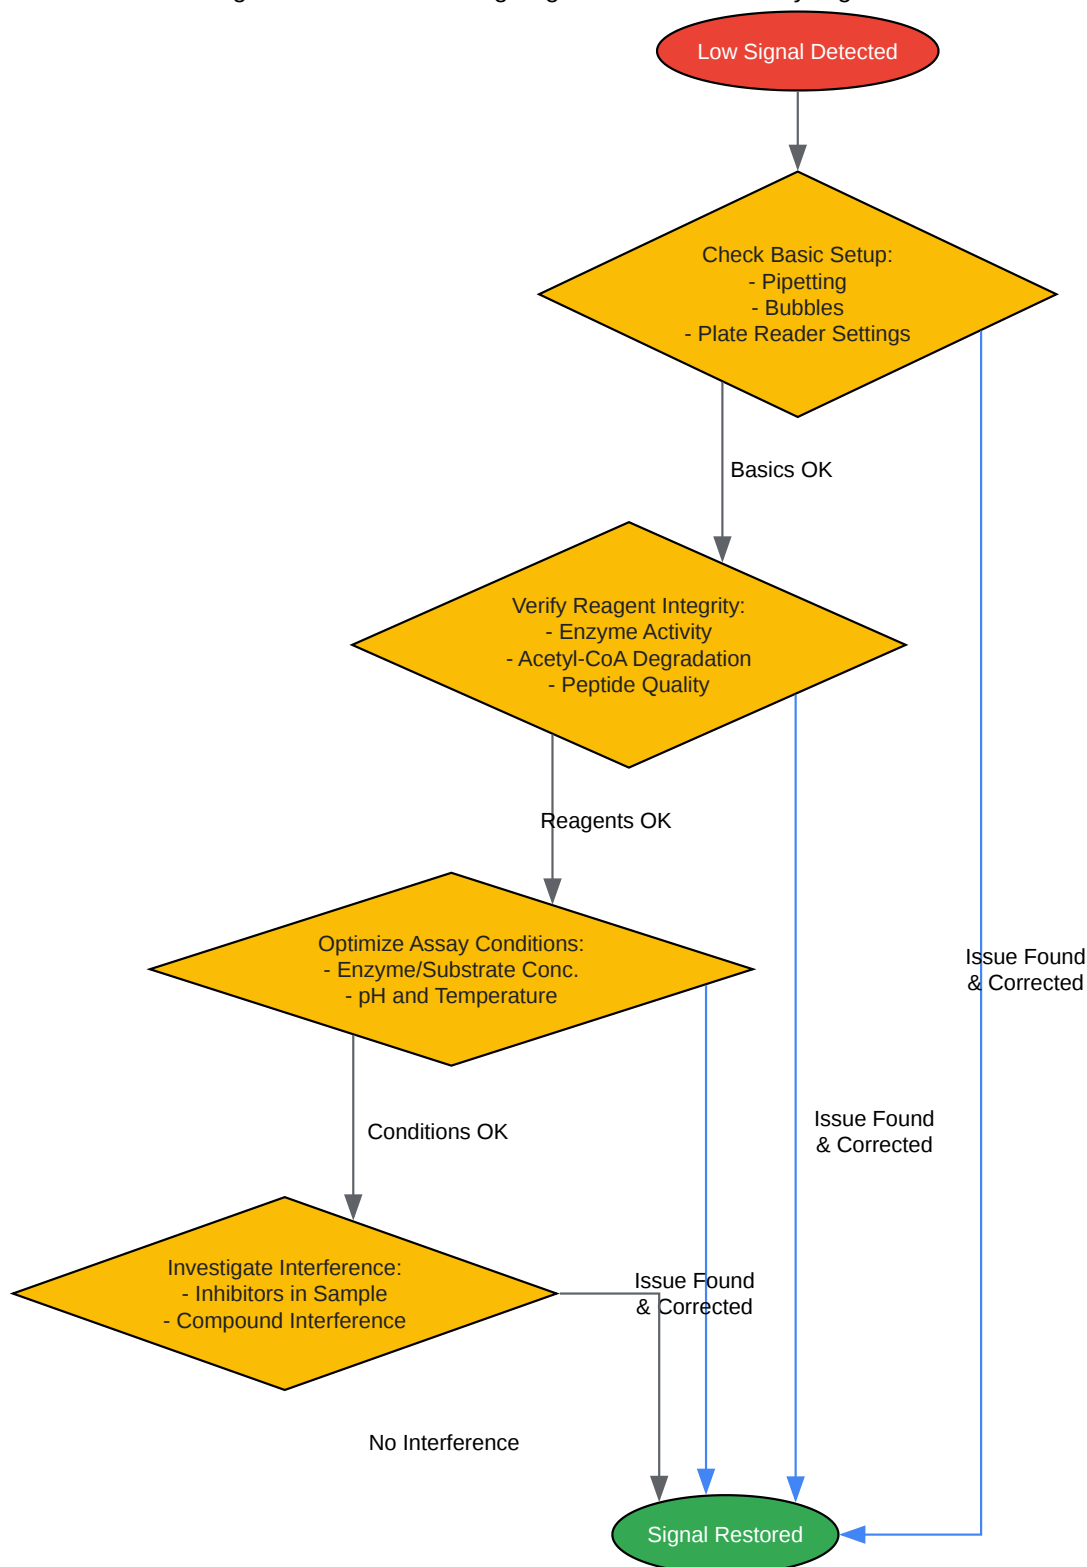 Low Signal Detected
Check Basic Setup:
- Pipetting
- Bubbles
- Plate Reader Settings
Basics OK
Verify Reagent Integrity:
- Enzyme Activity
- Acetyl-CoA Degradation
- Peptide Quality
Reagents OK
Optimize Assay Conditions:
- Enzyme/Substrate Conc.
- pH and Temperature
Issue Found
& Corrected
Conditions OK
Issue Found
& Corrected
Investigate Interference:
- Inhibitors in Sample
- Compound Interference
Issue Found
& Corrected
No Interference
Signal Restored